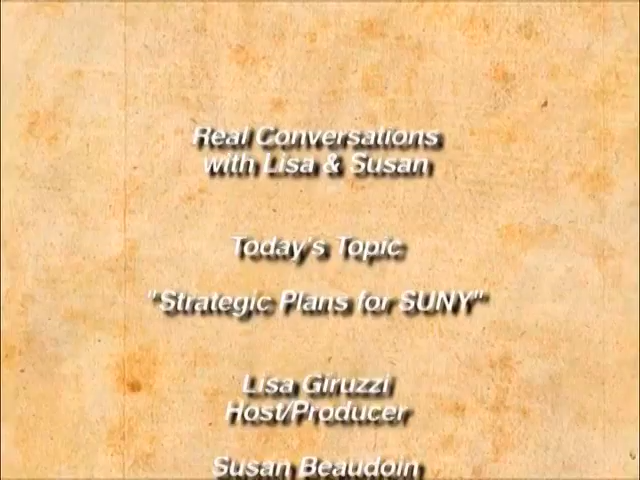 Real Conversations
with Lisa & Susan
Today's Topic
"Strategic Plans for SUNY"
Lisa Giruzzi
Host/Producer
Susan Beaudoin